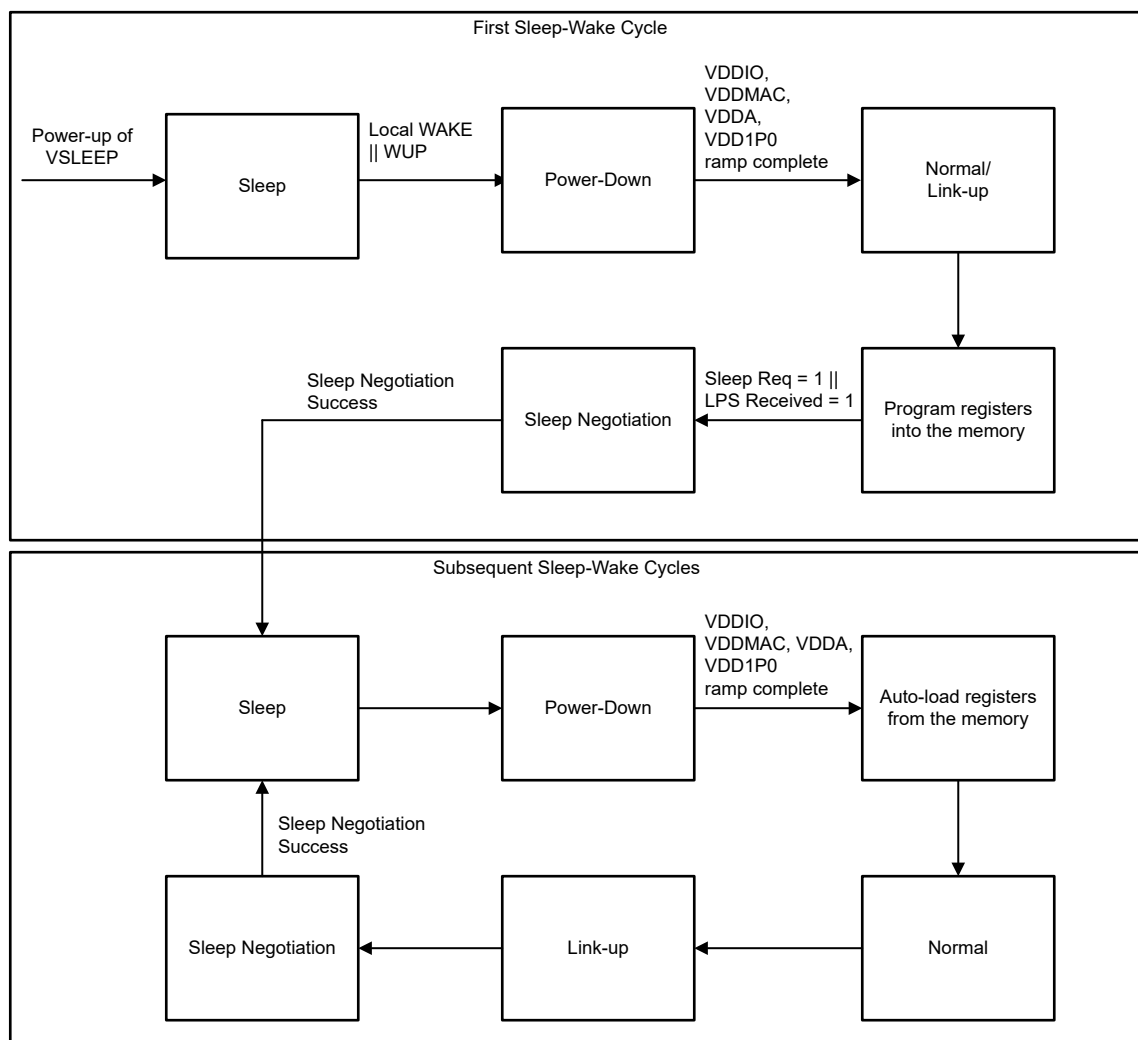 First Sleep-Wake Cycle
Power-up of
VSLEEP
Sleep
Local WAKE
|| WUP
Power-Down
VDDIO,
VDDMAC,
VDDA,
VDD1P0
ramp complete
Normal/
Link-up
Program registers
into the memory
Sleep Req = 1 ||
LPS Received = 1
Sleep Negotiation
Sleep Negotiation
Success
Subsequent Sleep-Wake Cycles
Sleep
Power-Down
VDDIO,
VDDMAC, VDDA,
VDD1P0
ramp complete
Auto-load registers
from the memory
Normal
Link-up
Sleep Negotiation
Sleep Negotiation
Success